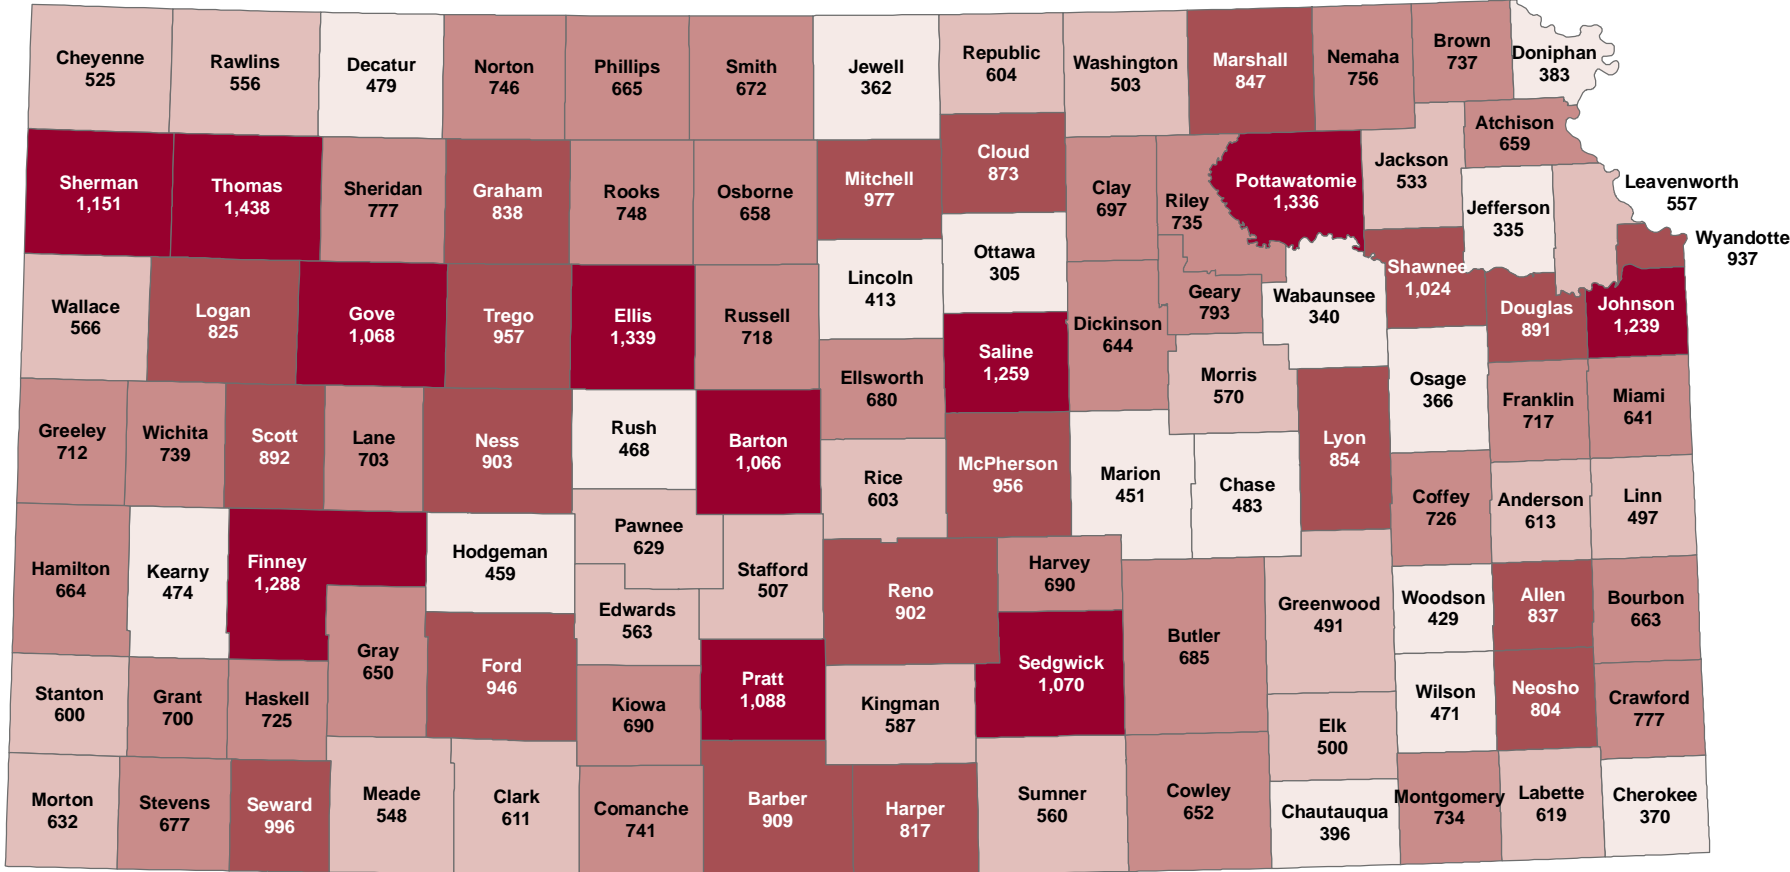 Cheyenne
525
Rawlins
556
Decatur
479
Norton
746
Phillips
665
Smith
672
Jewell
362
Republic
604
Washington
503
Marshall
847
Nemaha
756
Brown
737
Doniphan
383
Sherman
1,151
Thomas
1,438
Sheridan
777
Graham
838
Rooks
748
Osborne
658
Mitchell
977
Cloud
873
Clay
697
Riley
735
Pottawatomie
1,336
Jackson
533
Atchison
659
Jefferson
335
Leavenworth
557
Wyandotte
937
Wallace
566
Logan
825
Gove
1,068
Trego
957
Ellis
1,339
Russell
718
Lincoln
413
Ottawa
305
Saline
1,259
Dickinson
644
Geary
793
Wabaunsee
340
Shawnee
1,024
Douglas
891
Johnson
1,239
Greeley
712
Wichita
739
Scott
892
Lane
703
Ness
903
Rush
468
Barton
1,066
Ellsworth
680
Rice
603
McPherson
956
Marion
451
Morris
570
Chase
483
Lyon
854
Osage
366
Franklin
717
Miami
641
Coffey
726
Anderson
613
Linn
497
Hamilton
664
Kearny
474
Finney
1,288
Hodgeman
459
Pawnee
629
Edwards
563
Stafford
507
Reno
902
Harvey
690
Sedgwick
1,070
Butler
685
Greenwood
491
Woodson
429
Allen
837
Bourbon
663
Stanton
600
Grant
700
Haskell
725
Gray
650
Ford
946
Kiowa
690
Pratt
1,088
Kingman
587
Elk
500
Wilson
471
Neosho
804
Crawford
777
Morton
632
Stevens
677
Seward
996
Meade
548
Clark
611
Comanche
741
Barber
909
Harper
817
Sumner
560
Cowley
652
Chautauqua
396
Montgomery
734
Labette
619
Cherokee
370